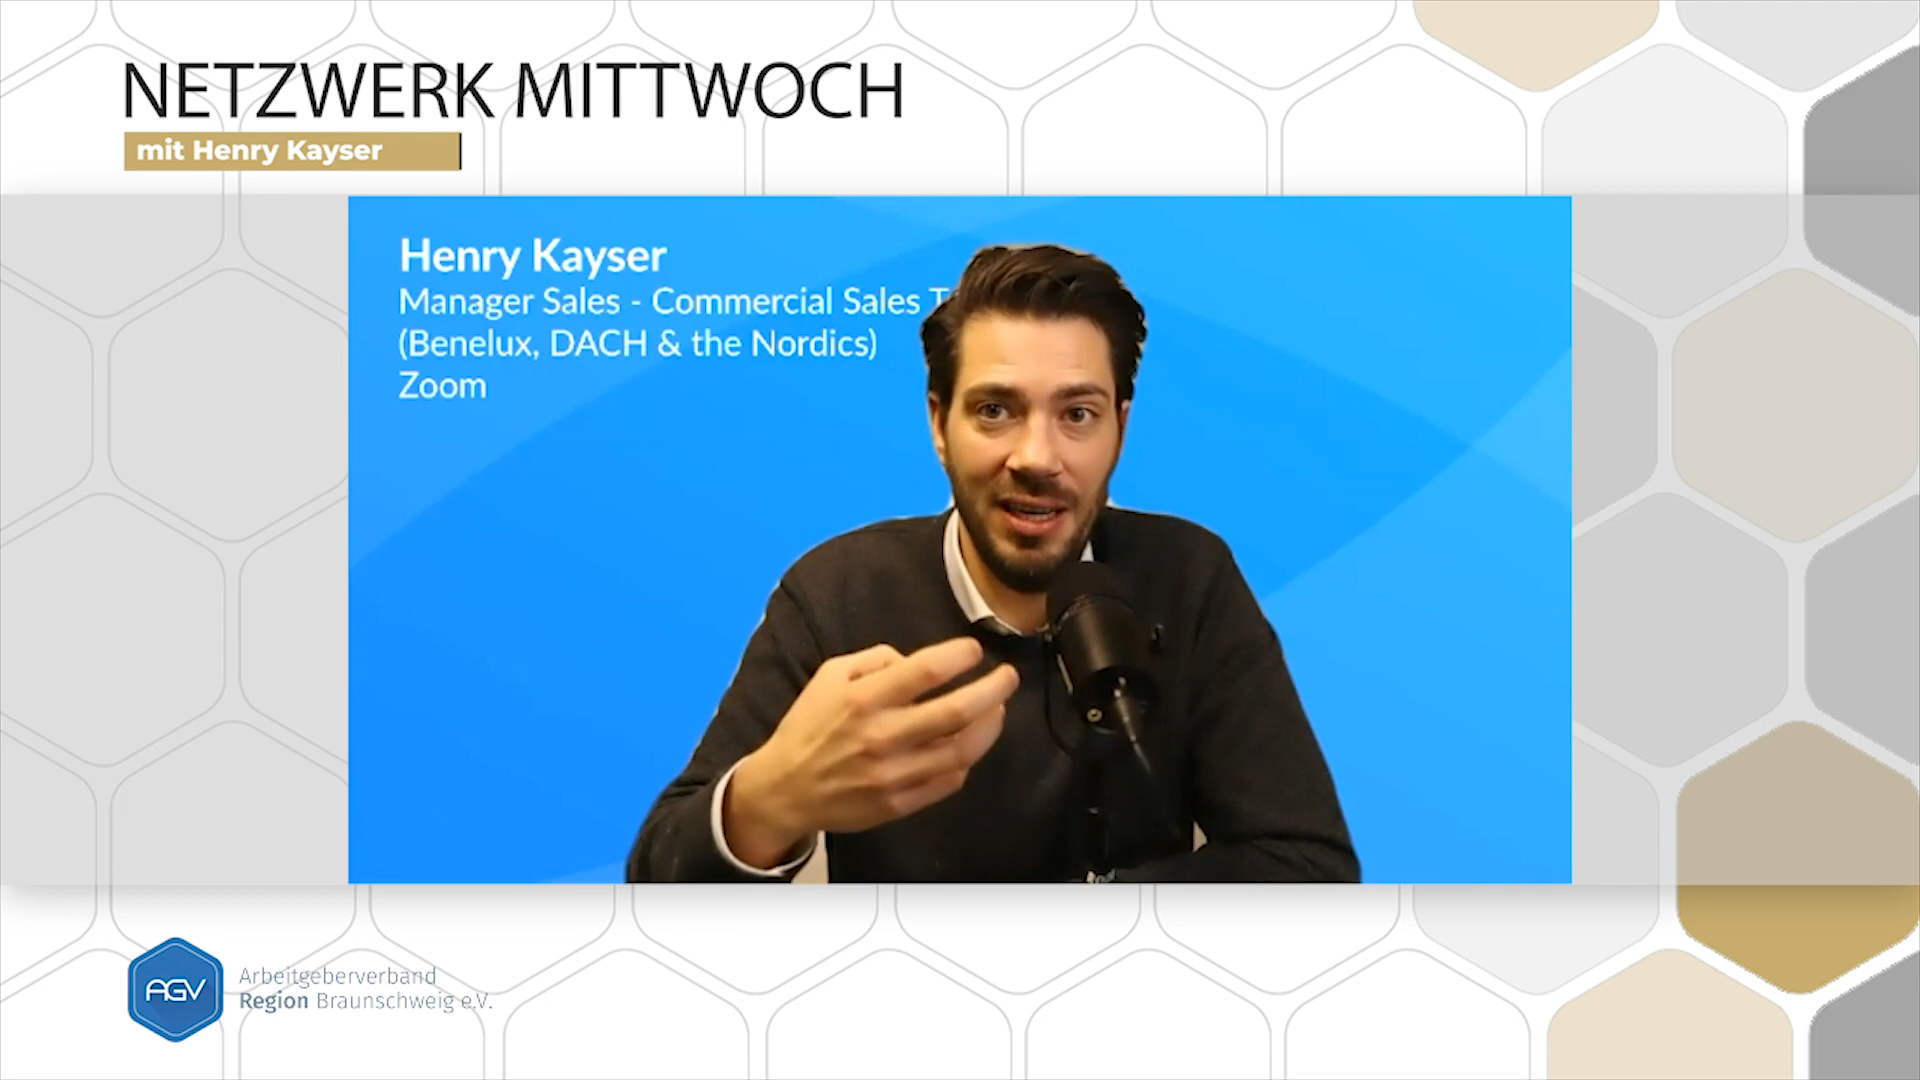 NETZWERK MITTWOCH
mit Henry Kayser
Henry Kayser
Manager Sales - Commercial Sales
(Benelux, DACH & the Nordics)
Zoom
AGV
Arbeitgeberverband
Region Braunschweig e.V.